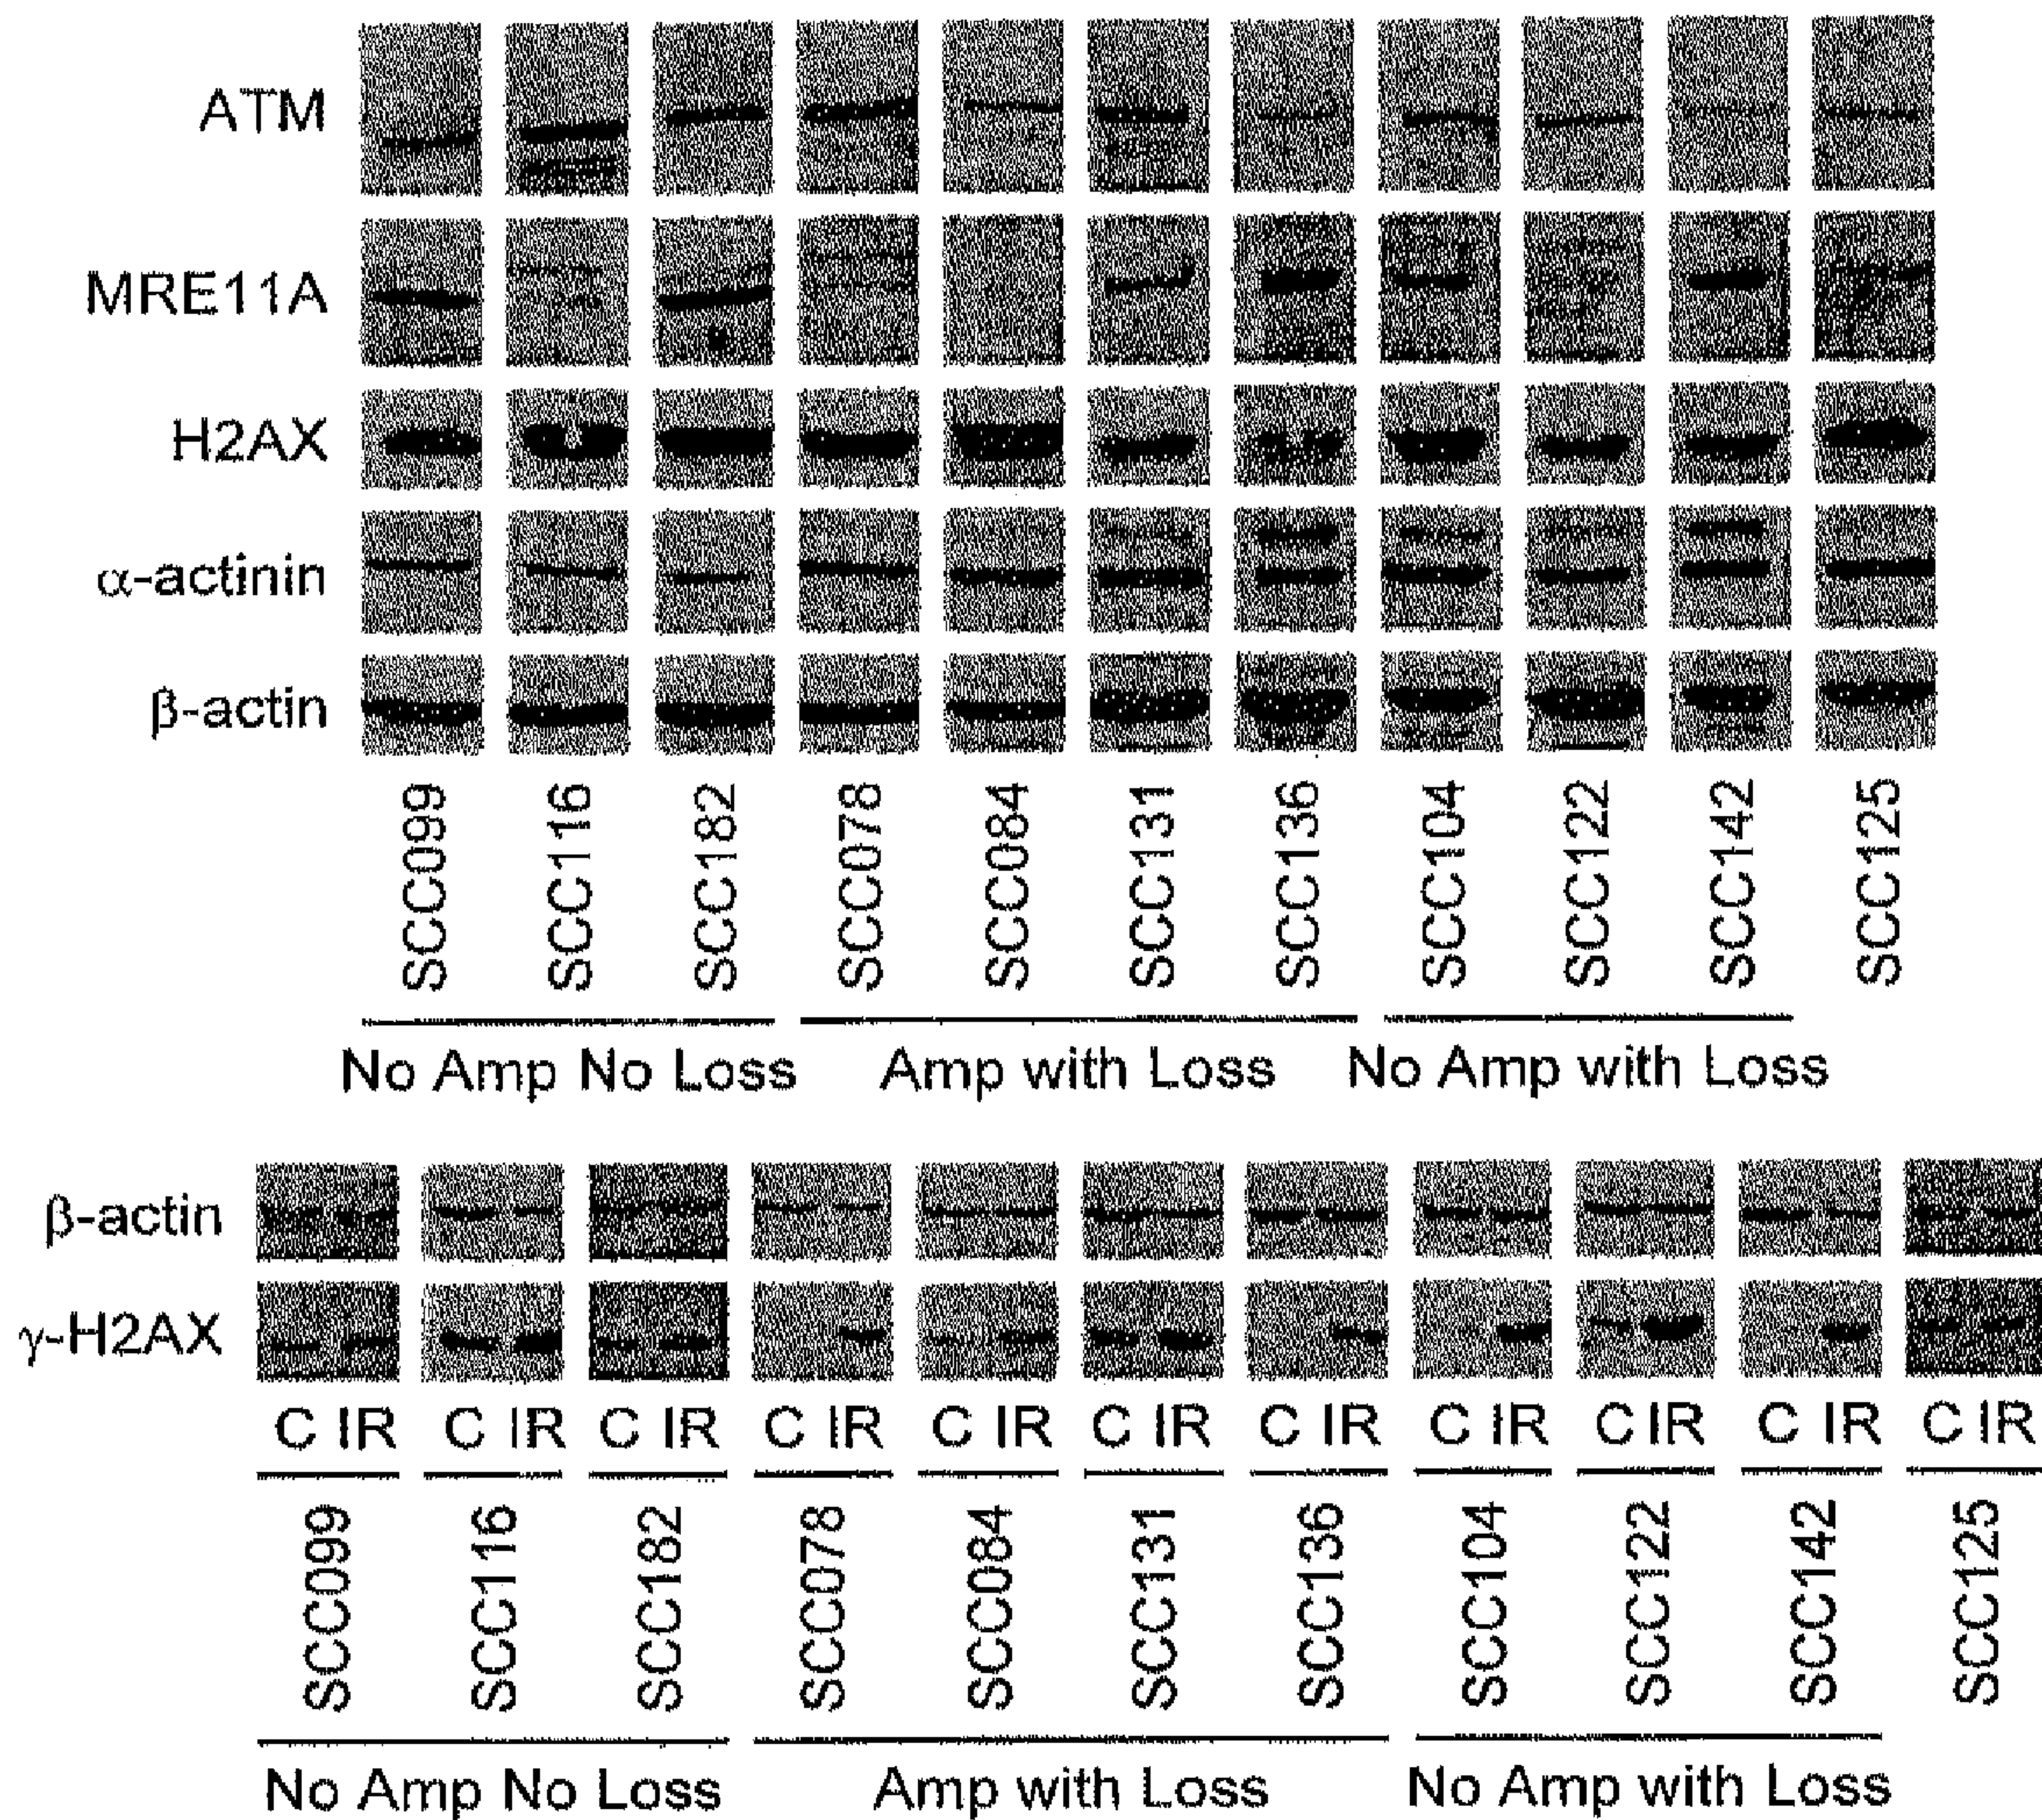 ATM
MRE11A
H2AX
α-actinin
β-actin
SCC099 SCC116 SCC182 SCC078 SCC084 SCC131 SCC136 SCC104 SCC122 SCC142 SCC125
No Amp No Loss Amp with Loss No Amp with Loss
β-actin
γ-H2AX
C IR C IR C IR C IR C IR C IR C IR C IR C IR C IR C IR
SCC099 SCC116 SCC182 SCC078 SCC084 SCC131 SCC136 SCC104 SCC122 SCC142 SCC125
No Amp No Loss Amp with Loss No Amp with Loss